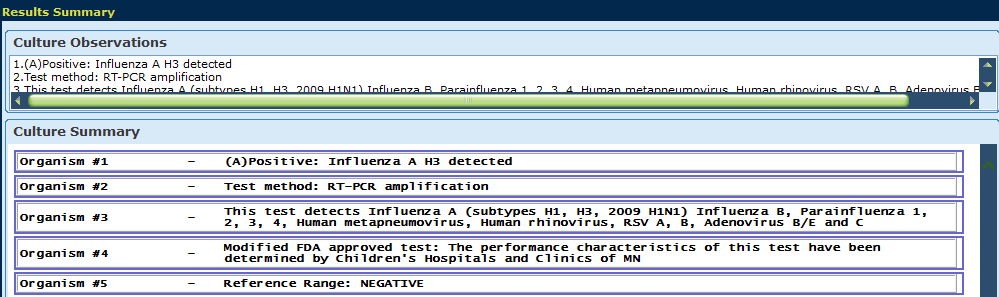 Results Summary
Culture Observations
1.(A)Positive: Influenza A H3 detected
2.Test method: RT-PCR amplification
3.This test detects Influenza A (subtypes H1, H3, 2009 H1N1) Influenza B, Parainfluenza 1, 2, 3, 4, Human metapneumovirus, Human rhinovirus, RSV A, B, Adenovirus B
Culture Summary
Organism #1 – (A)Positive: Influenza A H3 detected
Organism #2 – Test method: RT-PCR amplification
Organism #3 – This test detects Influenza A (subtypes H1, H3, 2009 H1N1) Influenza B, Parainfluenza 1,
2, 3, 4, Human metapneumovirus, Human rhinovirus, RSV A, B, Adenovirus B/E and C
Organism #4 – Modified FDA approved test: The performance characteristics of this test have been
determined by Children's Hospitals and Clinics of MN
Organism #5 – Reference Range: NEGATIVE